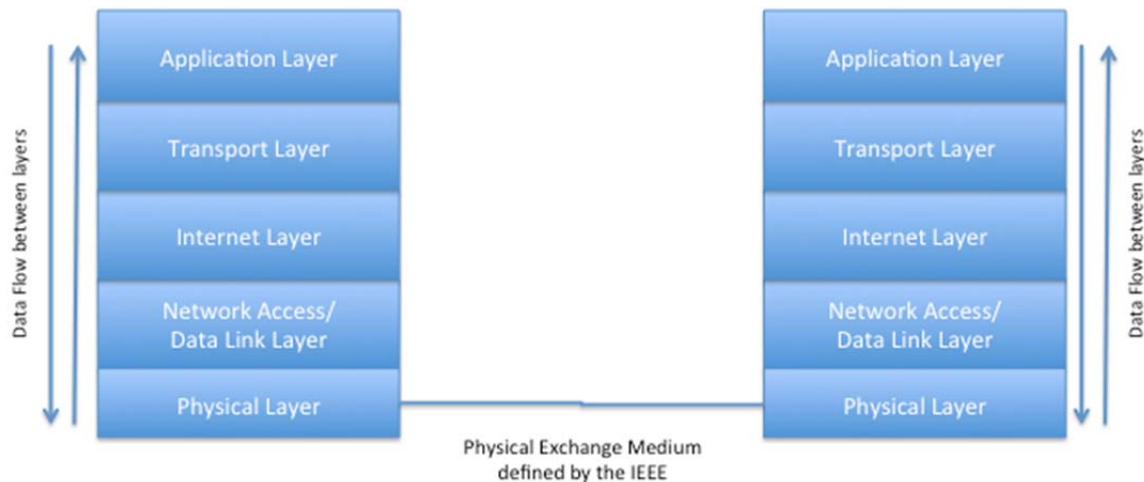 Data Flow between layers
Application Layer
Transport Layer
Internet Layer
Network Access/
Data Link Layer
Physical Layer
Physical Exchange Medium
defined by the IEEE
Application Layer
Transport Layer
Internet Layer
Network Access/
Data Link Layer
Physical Layer
Data Flow between layers